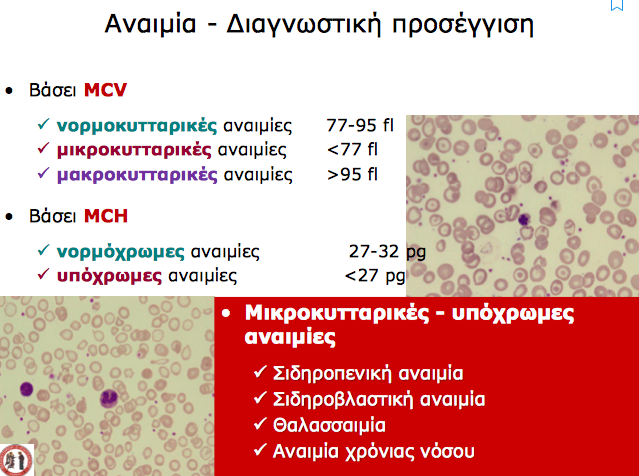 Αναιμία - Διαγνωστική προσέγγιση
• Βάσει MCV
✓ νορμοκυτταρικές αναιμίες 77-95 fl
✓ μικροκυτταρικές αναιμίες <77 fl
✓ μακροκυτταρικές αναιμίες >95 fl
• Βάσει MCH
✓ νορμόχρωμες αναιμίες 27-32 pg
✓ υπόχρωμες αναιμίες <27 pg
• Μικροκυτταρικές - υπόχρωμες
αναιμίες
✓ Σιδηροπενική αναιμία
✓ Σιδηροβλαστική αναιμία
✓ Θαλασσαιμία
✓ Αναιμία χρόνιας νόσου